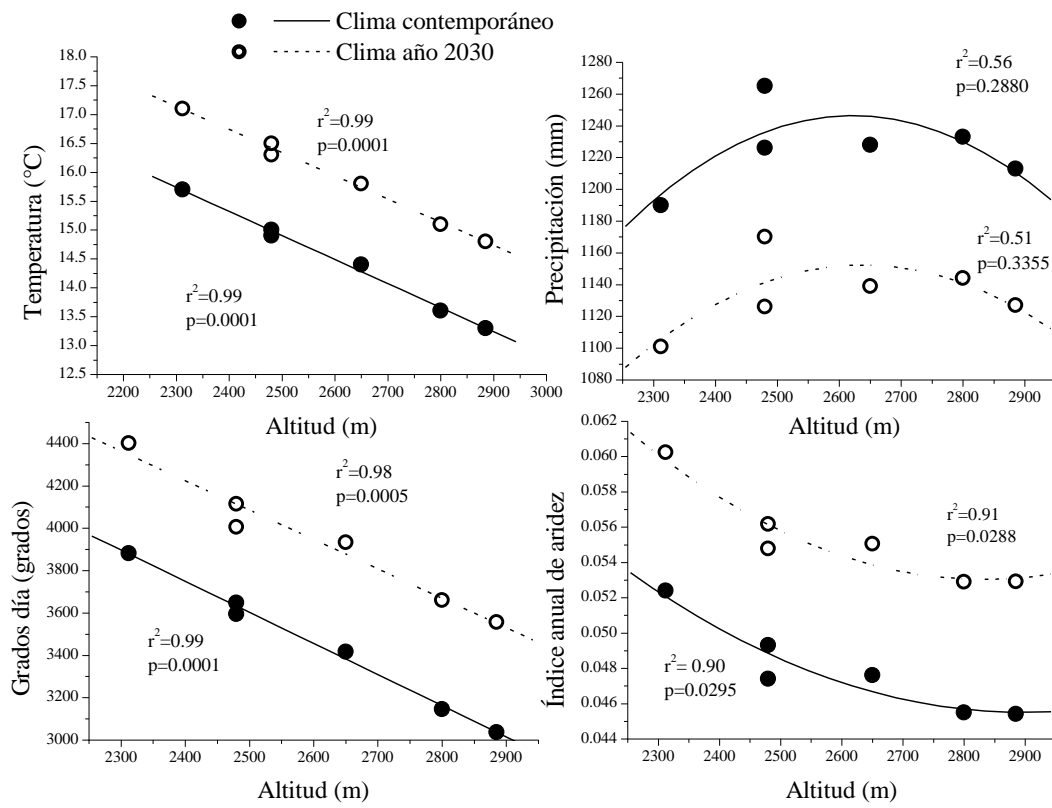 Clima contemporáneo
Clima año 2030
Temperatura (°C)
18.0
17.5
17.0
16.5
16.0
15.5
15.0
14.5
14.0
13.5
13.0
12.5
r²=0.99
p=0.0001
r²=0.99
p=0.0001
2200 2300 2400 2500 2600 2700 2800 2900 3000
Altitud (m)
Precipitación (mm)
1280
1260
1240
1220
1200
1180
1160
1140
1120
1100
1080
r²=0.56
p=0.2880
r²=0.51
p=0.3355
2300 2400 2500 2600 2700 2800 2900
Altitud (m)
Grados día (grados)
4400
4200
4000
3800
3600
3400
3200
3000
r²=0.98
p=0.0005
r²=0.99
p=0.0001
2300 2400 2500 2600 2700 2800 2900
Altitud (m)
Índice anual de aridez
0.062
0.060
0.058
0.056
0.054
0.052
0.050
0.048
0.046
0.044
r²=0.91
p=0.0288
r²= 0.90
p=0.0295
2300 2400 2500 2600 2700 2800 2900
Altitud (m)